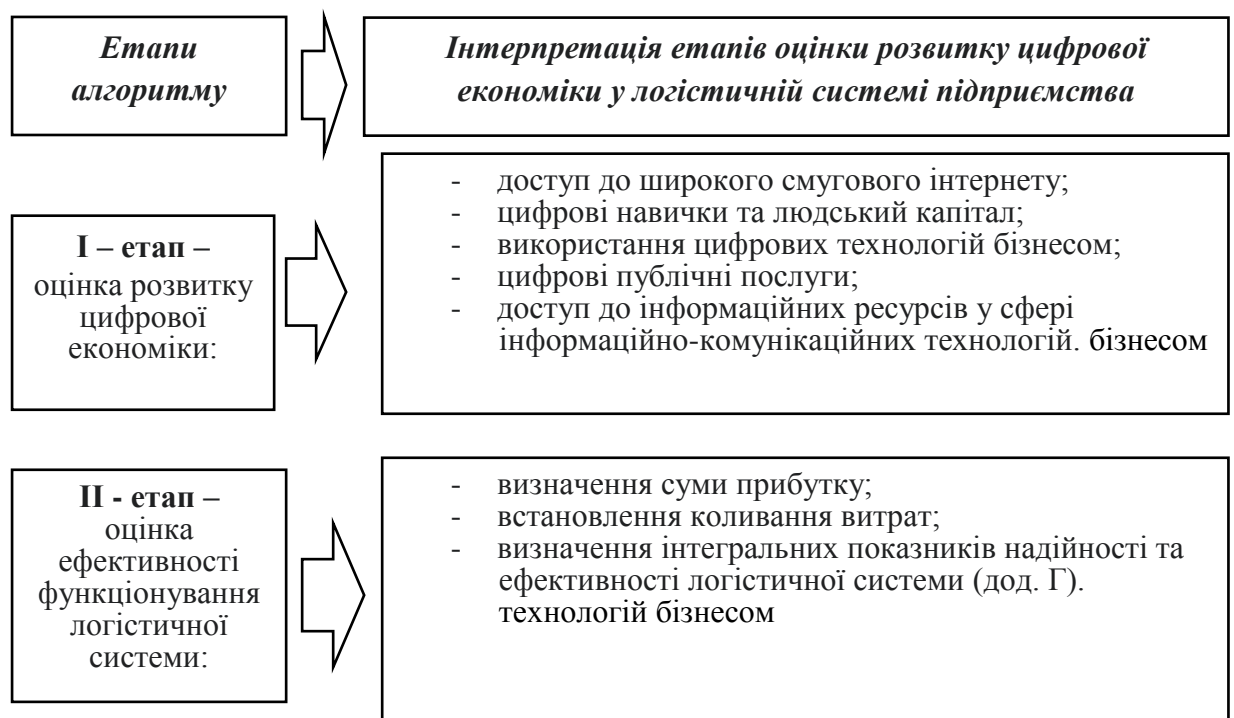 Етапи
алгоритму
Інтерпретація етапів оцінки розвитку цифрової
економіки у логістичній системі підприємства
І – етап –
оцінка розвитку
цифрової
економіки:
- доступ до широкого смугового інтернету;
- цифрові навички та людський капітал;
- використання цифрових технологій бізнесом;
- цифрові публічні послуги;
- доступ до інформаційних ресурсів у сфері
інформаційно-комунікаційних технологій. бізнесом
ІІ - етап –
оцінка
ефективності
функціонування
логістичної
системи:
- визначення суми прибутку;
- встановлення коливання витрат;
- визначення інтегральних показників надійності та
ефективності логістичної системи (дод. Г).
технологій бізнесом